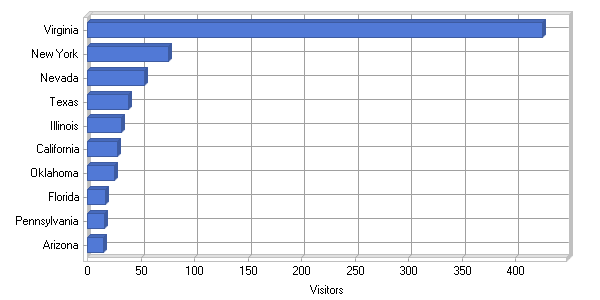 Virginia
New York
Nevada
Texas
Illinois
California
Oklahoma
Florida
Pennsylvania
Arizona
0 50 100 150 200 250 300 350 400
Visitors